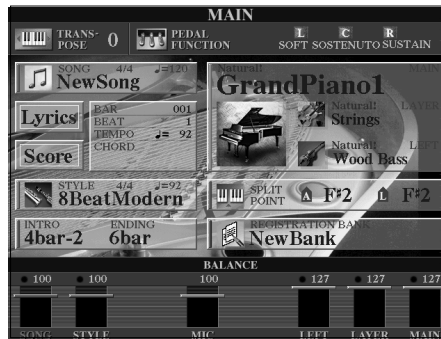 MAIN
TRANS-
POSE 0
PEDAL
FUNCTION
L C R
SOFT SOSTENUTO SUSTAIN
SONG 4/4 ♩=120
NewSong
Natural! MAIN
GrandPiano1
Lyrics
Score
BAR 001
BEAT 1
TEMPO ♩= 92
CHORD
Natural! LAYER
Strings
Natural! LEFT
Wood Bass
STYLE 4/4 ♩=92
8BeatModern
SPLIT
POINT A F♯2 L F♯2
INTRO ENDING
4bar-2 6bar
REGISTRATION BANK
NewBank
BALANCE
100 100 100 127 127 127
SONG STYLE MIC LEFT LAYER MAIN